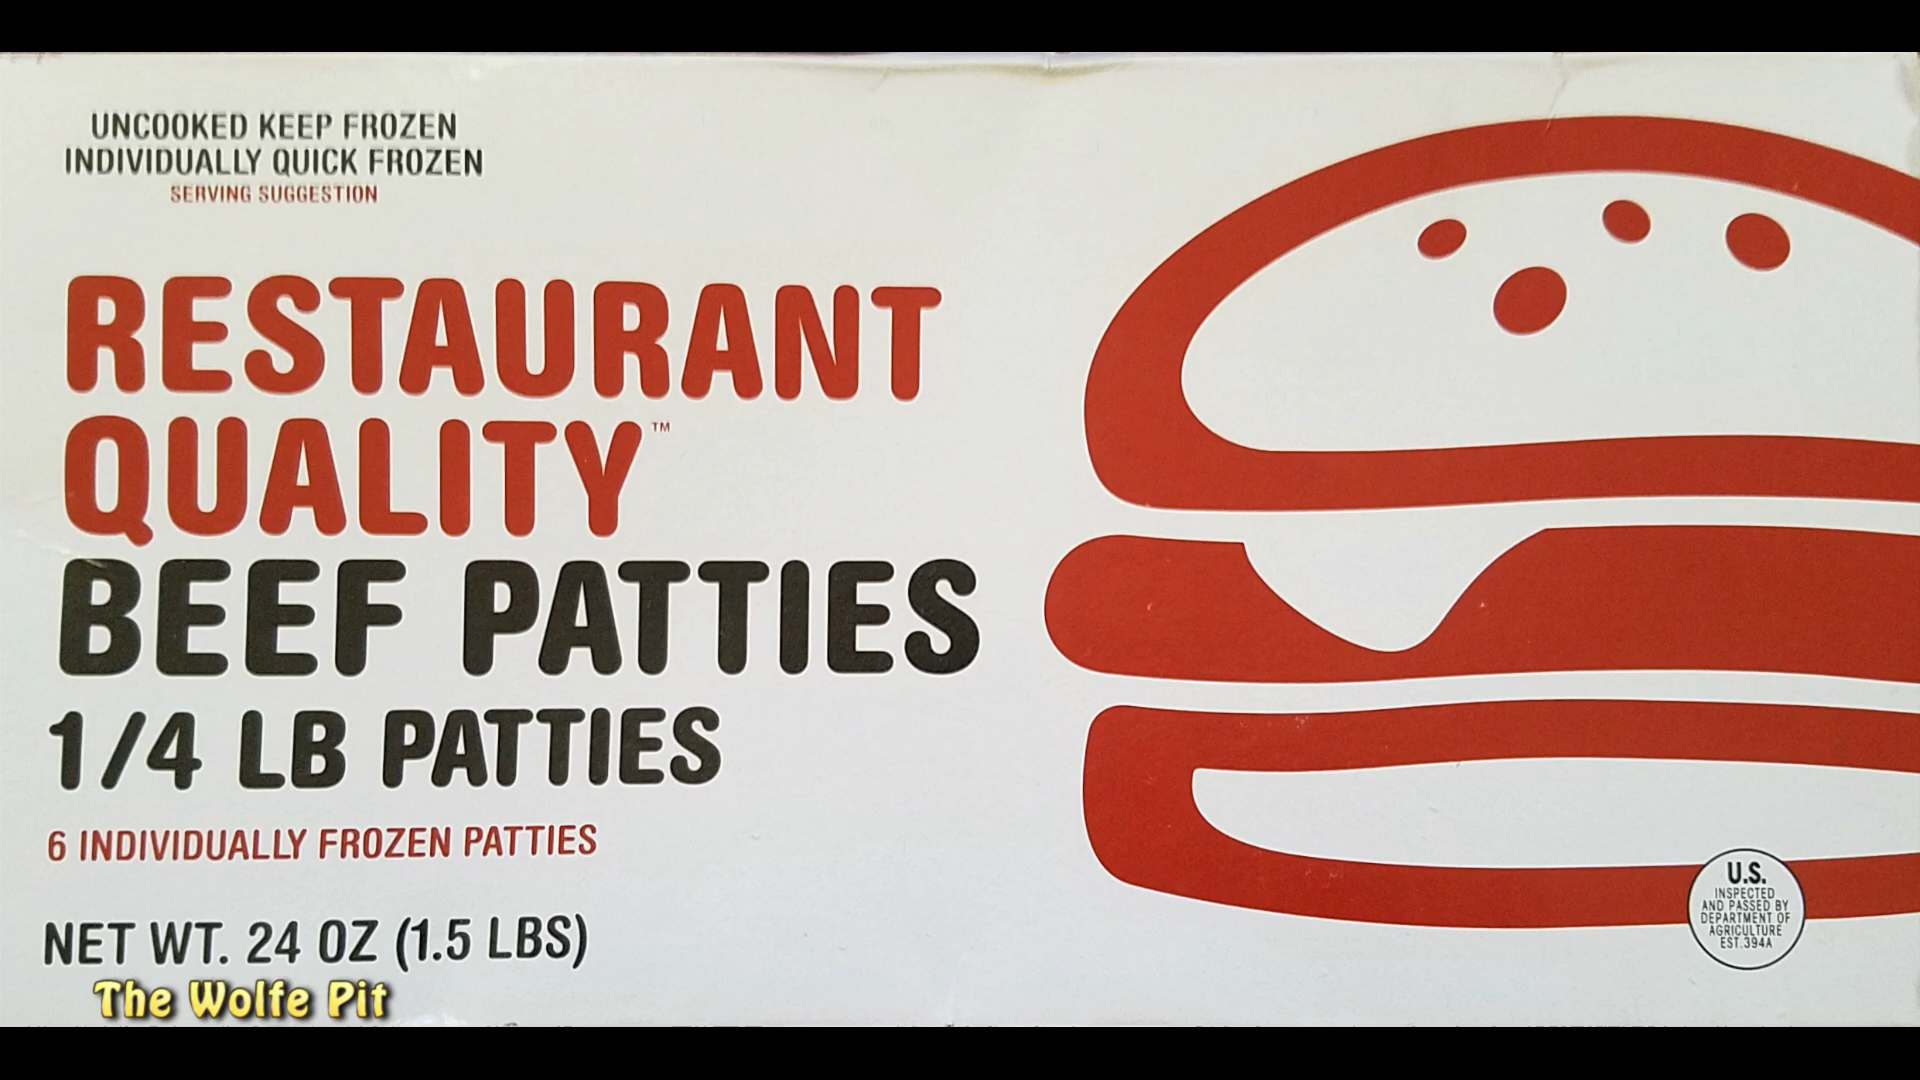 UNCOOKED KEEP FROZEN
INDIVIDUALLY QUICK FROZEN
SERVING SUGGESTION
RESTAURANT
QUALITY™
BEEF PATTIES
1/4 LB PATTIES
6 INDIVIDUALLY FROZEN PATTIES
NET WT. 24 OZ (1.5 LBS)
The Wolfe Pit
U.S.
INSPECTED
AND PASSED BY
DEPARTMENT OF
AGRICULTURE
EST.394A